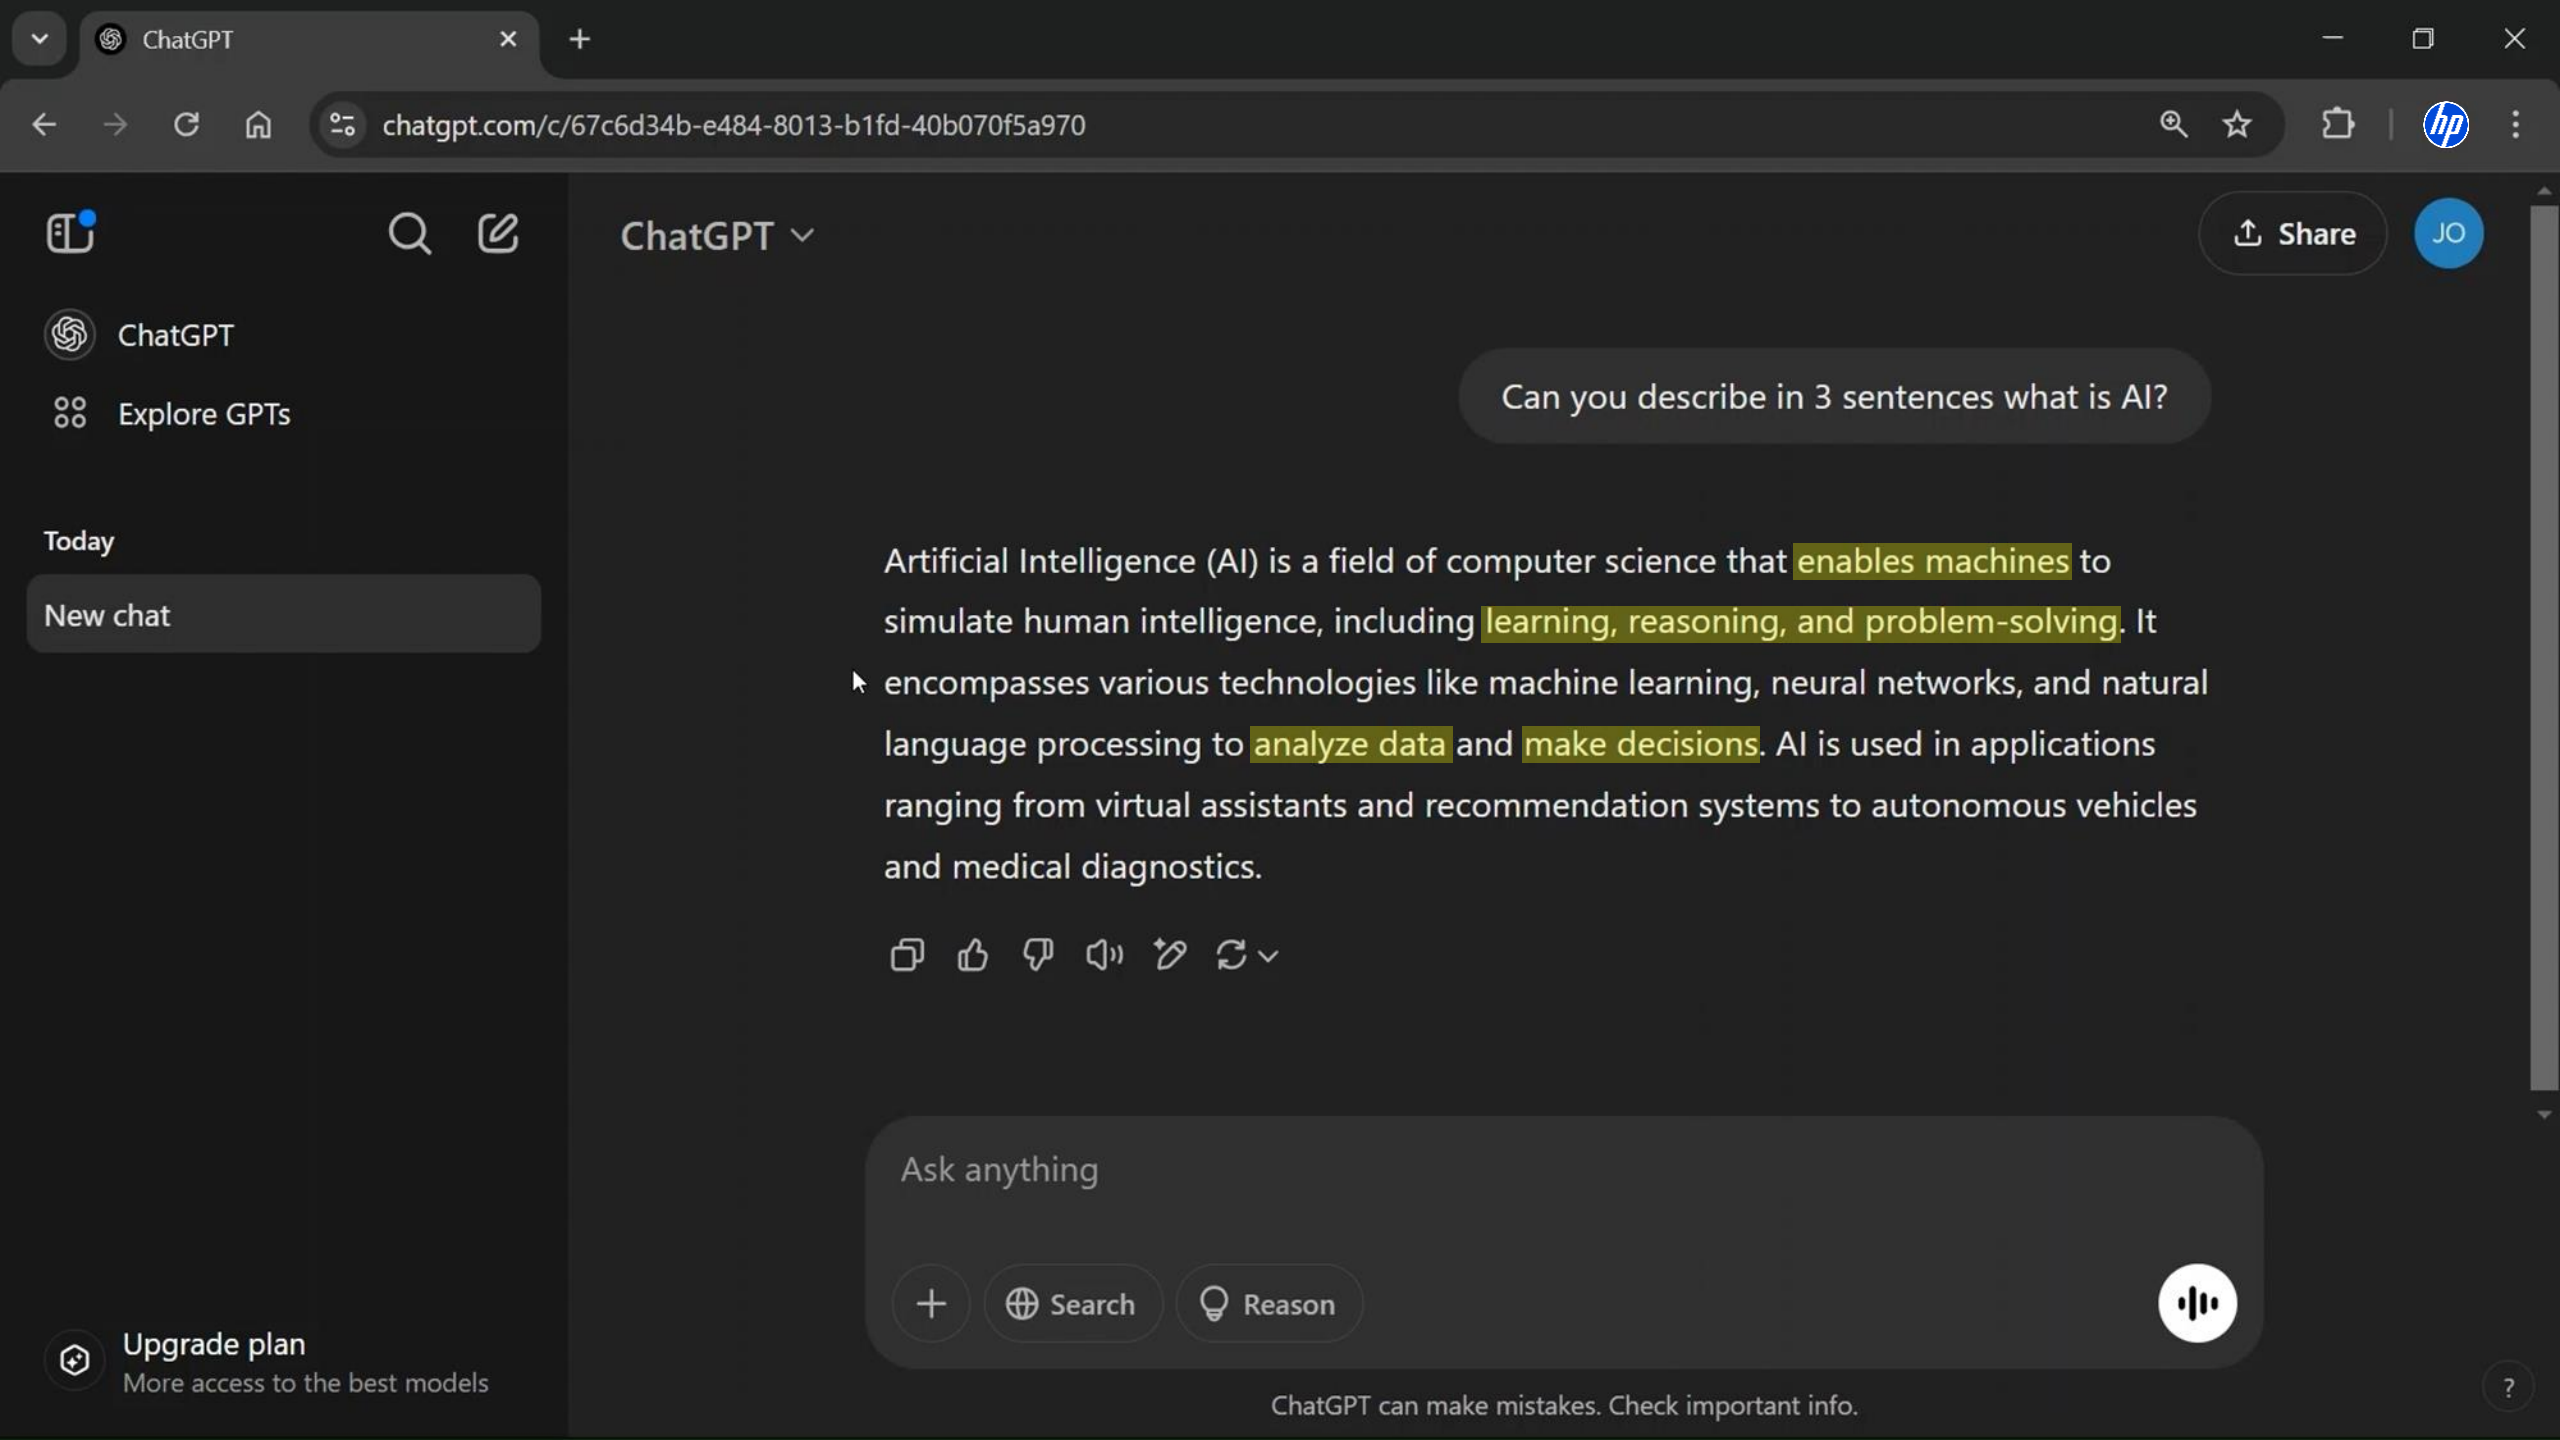 ChatGPT
chatgpt.com/c/67c6d34b-e484-8013-b1fd-40b070f5a970
hp
ChatGPT
Share
JO
ChatGPT
Explore GPTs
Today
New chat
Can you describe in 3 sentences what is AI?
Artificial Intelligence (AI) is a field of computer science that enables machines to
simulate human intelligence, including learning, reasoning, and problem-solving. It
encompasses various technologies like machine learning, neural networks, and natural
language processing to analyze data and make decisions. AI is used in applications
ranging from virtual assistants and recommendation systems to autonomous vehicles
and medical diagnostics.
Ask anything
Search
Reason
Upgrade plan
More access to the best models
ChatGPT can make mistakes. Check important info.
?